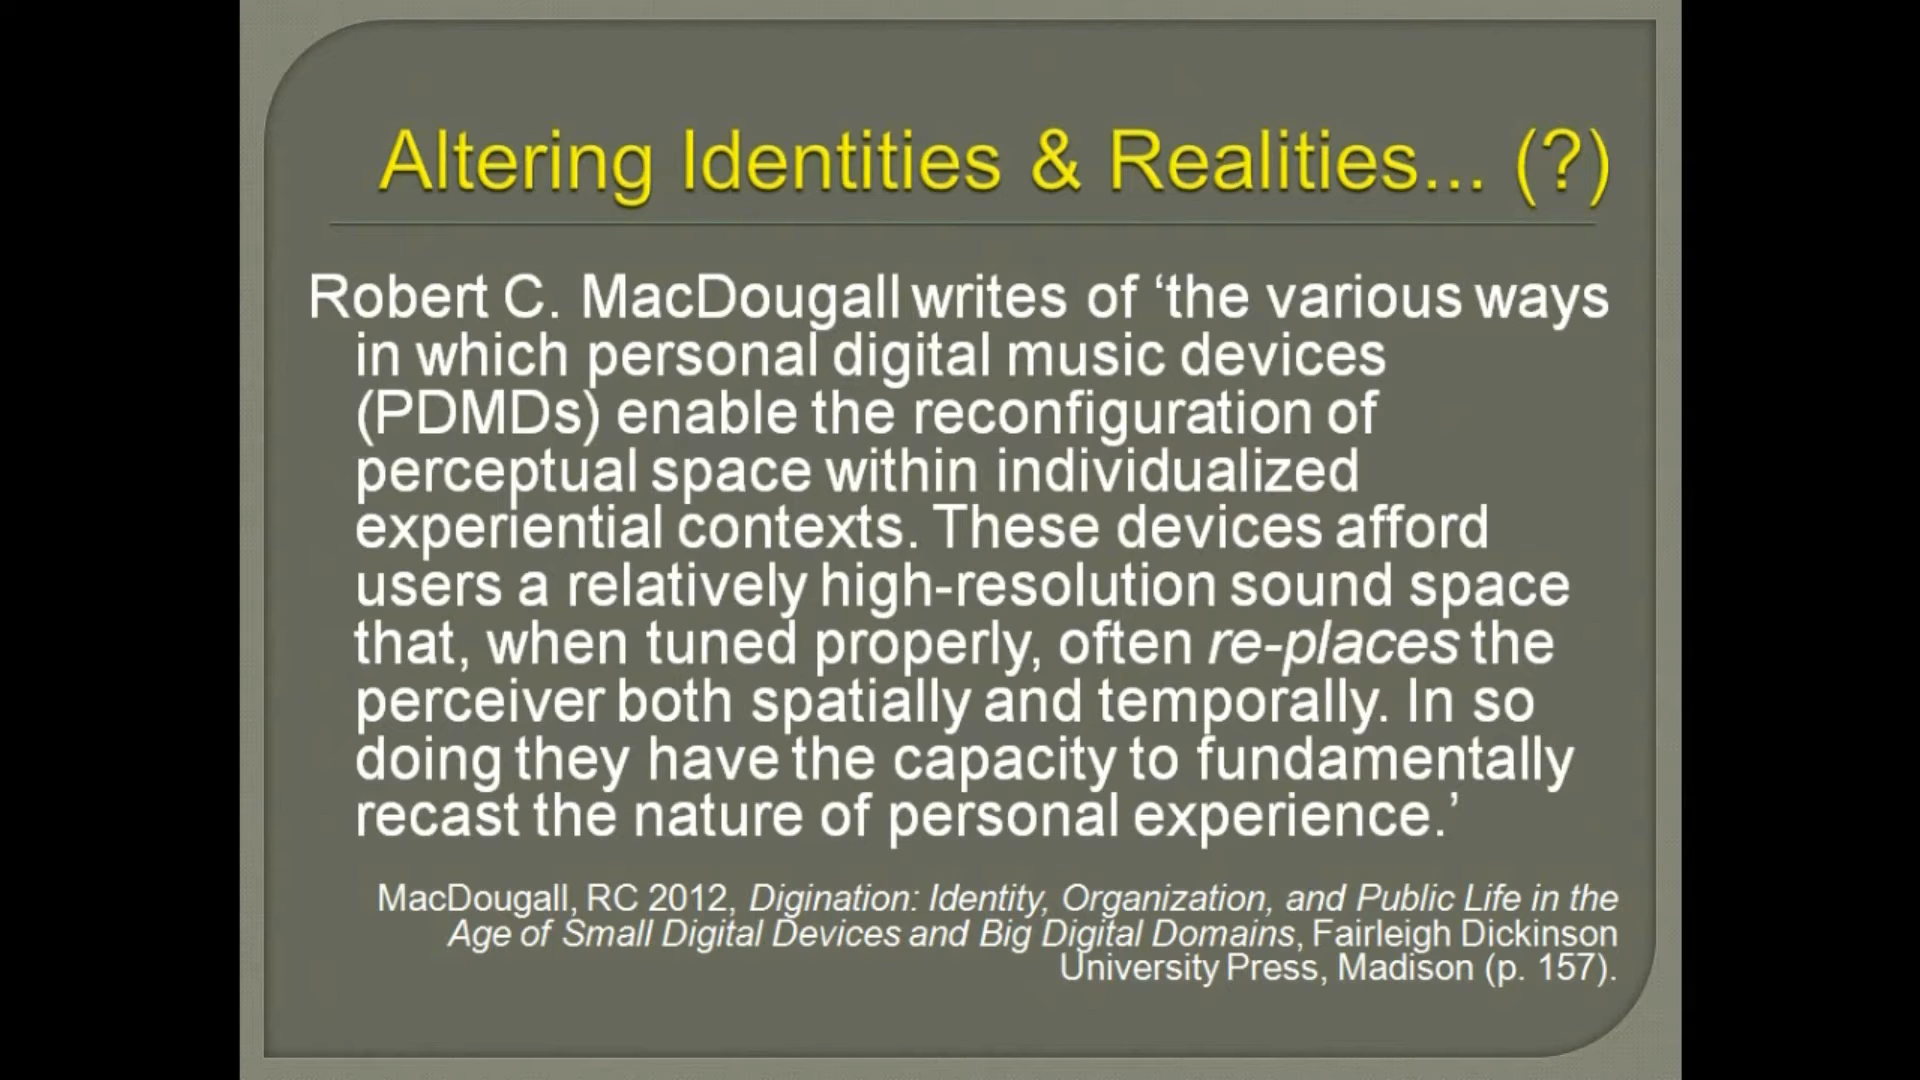 Altering Identities & Realities... (?)
Robert C. MacDougall writes of ‘the various ways
in which personal digital music devices
(PDMDs) enable the reconfiguration of
perceptual space within individualized
experiential contexts. These devices afford
users a relatively high-resolution sound space
that, when tuned properly, often re-places the
perceiver both spatially and temporally. In so
doing they have the capacity to fundamentally
recast the nature of personal experience.’
MacDougall, RC 2012, Digination: Identity, Organization, and Public Life in the
Age of Small Digital Devices and Big Digital Domains, Fairleigh Dickinson
University Press, Madison (p. 157).